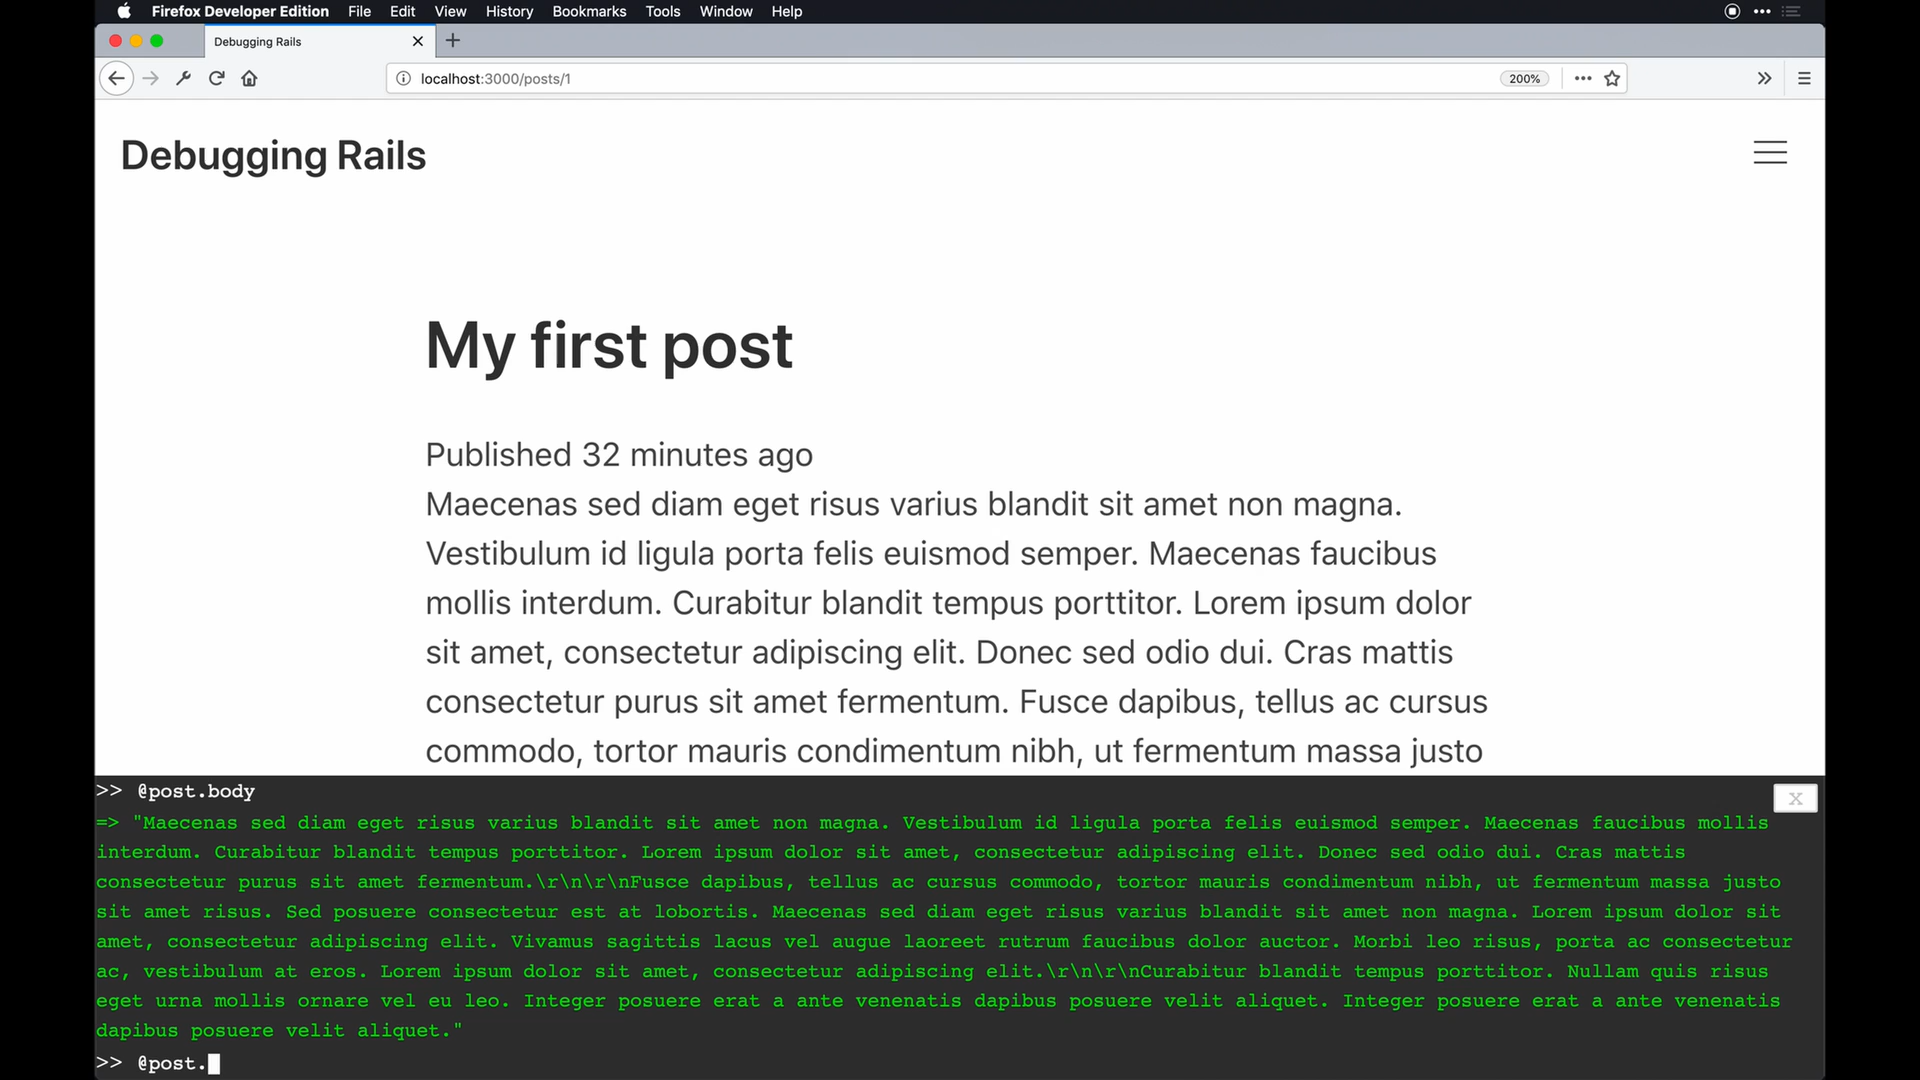 Firefox Developer Edition File Edit View History Bookmarks Tools Window Help
Debugging Rails
localhost:3000/posts/1 200%
Debugging Rails
My first post
Published 32 minutes ago
Maecenas sed diam eget risus varius blandit sit amet non magna.
Vestibulum id ligula porta felis euismod semper. Maecenas faucibus
mollis interdum. Curabitur blandit tempus porttitor. Lorem ipsum dolor
sit amet, consectetur adipiscing elit. Donec sed odio dui. Cras mattis
consectetur purus sit amet fermentum. Fusce dapibus, tellus ac cursus
commodo, tortor mauris condimentum nibh, ut fermentum massa justo
>> @post.body
x
=> "Maecenas sed diam eget risus varius blandit sit amet non magna. Vestibulum id ligula porta felis euismod semper. Maecenas faucibus mollis
interdum. Curabitur blandit tempus porttitor. Lorem ipsum dolor sit amet, consectetur adipiscing elit. Donec sed odio dui. Cras mattis
consectetur purus sit amet fermentum.\r\n\r\nFusce dapibus, tellus ac cursus commodo, tortor mauris condimentum nibh, ut fermentum massa justo
sit amet risus. Sed posuere consectetur est at lobortis. Maecenas sed diam eget risus varius blandit sit amet non magna. Lorem ipsum dolor sit
amet, consectetur adipiscing elit. Vivamus sagittis lacus vel augue laoreet rutrum faucibus dolor auctor. Morbi leo risus, porta ac consectetur
ac, vestibulum at eros. Lorem ipsum dolor sit amet, consectetur adipiscing elit.\r\n\r\nCurabitur blandit tempus porttitor. Nullam quis risus
eget urna mollis ornare vel eu leo. Integer posuere erat a ante venenatis dapibus posuere velit aliquet. Integer posuere erat a ante venenatis
dapibus posuere velit aliquet."
>> @post.